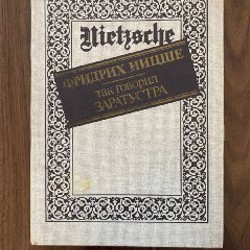 Nietzsche
ФРИДРИХ НИЦШЕ
ТАК ГОВОРИЛ
ЗАРАТУСТРА